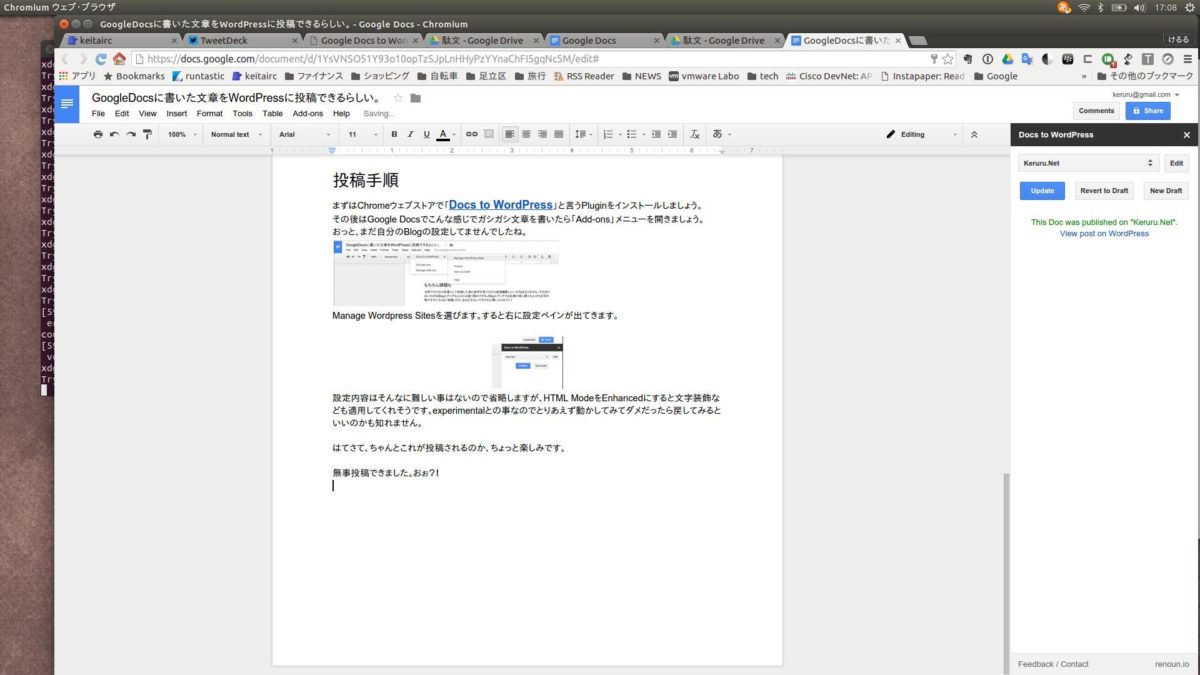 Chromium ウェブ・ブラウザ
17:08
GoogleDocsに書いた文章をWordPressに投稿できるらしい。 - Google Docs - Chromium
keitairc
TweetDeck
Google Docs to Wor
駄文 - Google Drive
Google Docs
駄文 - Google Drive
GoogleDocsに書いた
けるる
https://docs.google.com/document/d/1YsVNSO51Y93o10opTzSJpLnHHyPzYYnaChFI5gqNc5M/edit#
アプリ
Bookmarks
runtastic
keitairc
ファイナンス
ショッピング
自転車
足立区
旅行
RSS Reader
NEWS
vmware Labo
tech
Cisco DevNet: AP
Instapaper: Read
Google
»
その他のブックマーク
GoogleDocsに書いた文章をWordPressに投稿できるらしい。
keruru@gmail.com
File Edit View Insert Format Tools Table Add-ons Help Saving...
Comments
Share
100%
Normal text
Arial
11
B I U A
あ
Editing
Docs to WordPress
Keruru.Net
Edit
Update
Revert to Draft
New Draft
This Doc was published on "Keruru.Net".
View post on WordPress
投稿手順
まずはChromeウェブストアで「Docs to WordPress」と言うPluginをインストールしましょう。
その後はGoogle Docsでこんな感じでガシガシ文章を書いたら「Add-ons」メニューを開きましょう。
おっと、まだ自分のBlogの設定してませんでしたね。
Manage Wordpress Sitesを選びます。すると右に設定ペインが出てきます。
設定内容はそんなに難しい事はないので省略しますが、HTML ModeをEnhancedにすると文字装飾な
ども適用してくれそうです。experimentalとの事なのでとりあえず動かしてみてダメだったら戻してみると
いいのかも知れません。
はてさて、ちゃんとこれが投稿されるのか、ちょっと楽しみです。
無事投稿できました。おぉ？！
Feedback / Contact
renoun.io